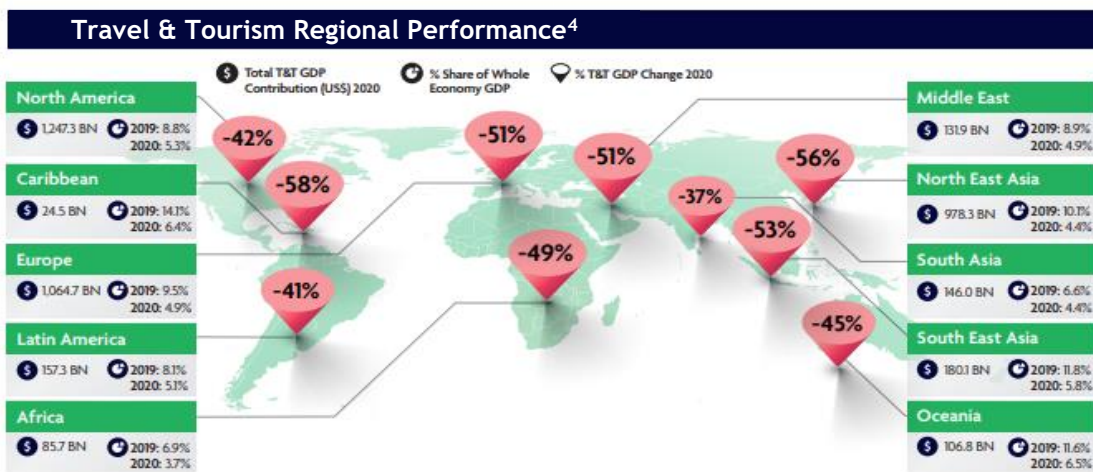 Travel & Tourism Regional Performance⁴
$ Total T&T GDP
Contribution (US$) 2020
% Share of Whole
Economy GDP
% T&T GDP Change 2020
North America
$ 1,247.3 BN 2019: 8.8%
2020: 5.3%
Caribbean
$ 24.5 BN 2019: 14.1%
2020: 6.4%
Europe
$ 1,064.7 BN 2019: 9.5%
2020: 4.9%
Latin America
$ 157.3 BN 2019: 8.1%
2020: 5.1%
Africa
$ 85.7 BN 2019: 6.9%
2020: 3.7%
-42%
-58%
-51%
-41%
-49%
-51%
-37%
-56%
-53%
-45%
Middle East
$ 131.9 BN 2019: 8.9%
2020: 4.9%
North East Asia
$ 978.3 BN 2019: 10.1%
2020: 4.4%
South Asia
$ 146.0 BN 2019: 6.6%
2020: 4.4%
South East Asia
$ 180.1 BN 2019: 11.8%
2020: 5.8%
Oceania
$ 106.8 BN 2019: 11.6%
2020: 6.5%